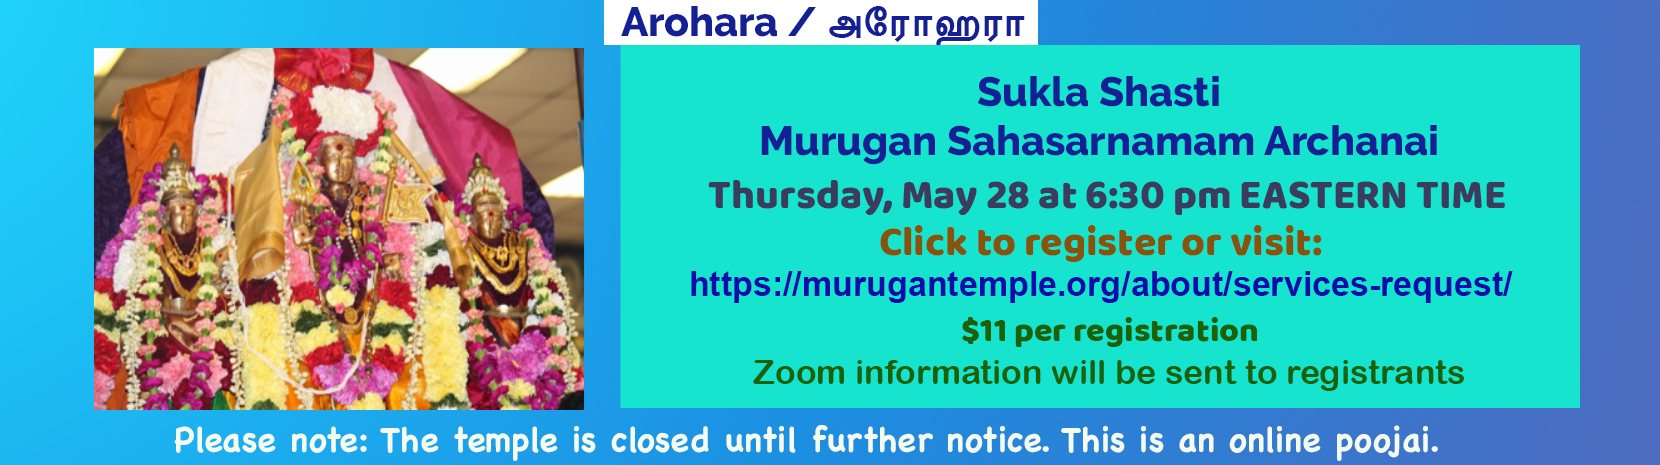 Arohara / அரோஹரா
Sukla Shasti
Murugan Sahasarnamam Archanai
Thursday, May 28 at 6:30 pm EASTERN TIME
Click to register or visit:
https://murugantemple.org/about/services-request/
$11 per registration
Zoom information will be sent to registrants
Please note: The temple is closed until further notice. This is an online poojai.